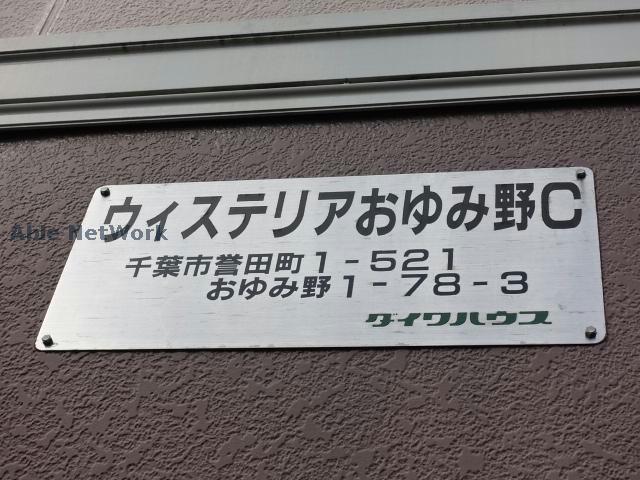 ウィステリアおゆみ野C
Able NetWork
千葉市誉田町1-521
おゆみ野1-78-3
ダイワハウス